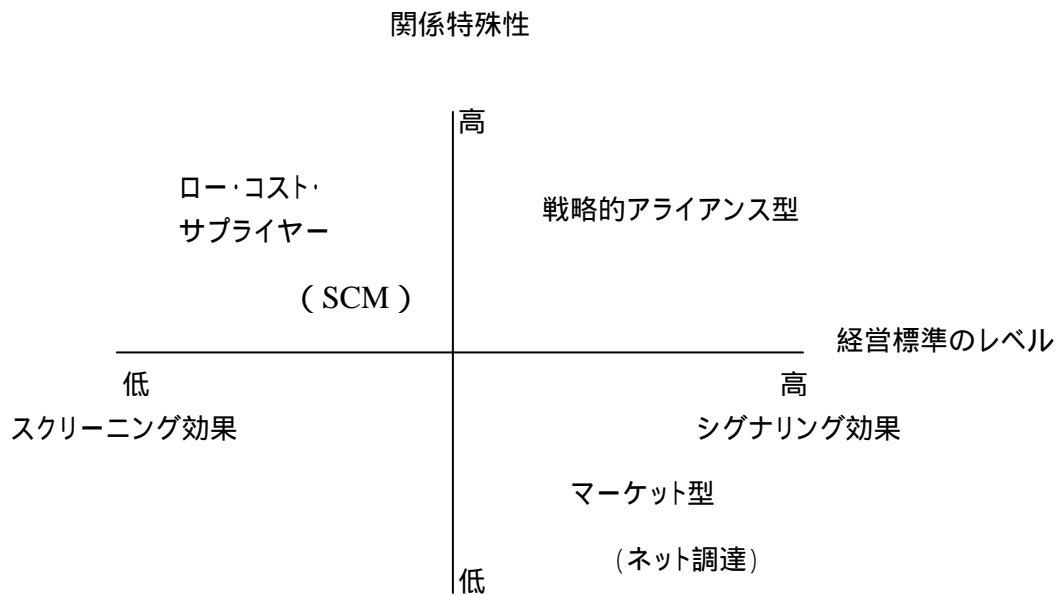 関係特殊性
高
ロー・コスト・
サプライヤー
戦略的アライアンス型
(SCM)
経営標準のレベル
低
高
スクリーニング効果
シグナリング効果
マーケット型
(ネット調達)
低